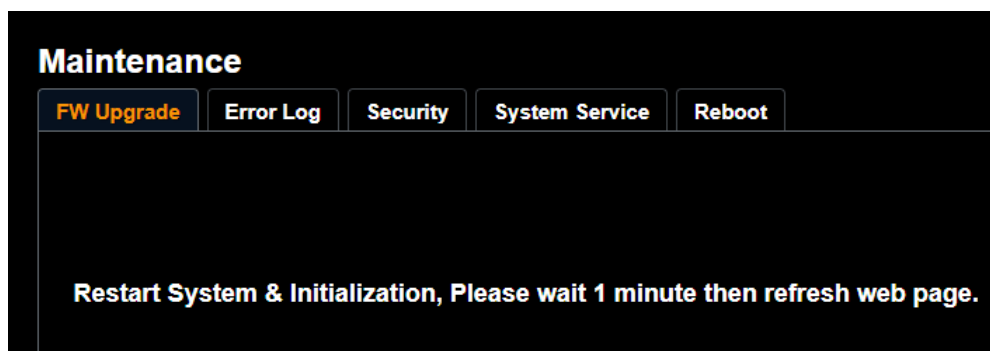 Maintenance
FW Upgrade Error Log Security System Service Reboot
Restart System & Initialization, Please wait 1 minute then refresh web page.